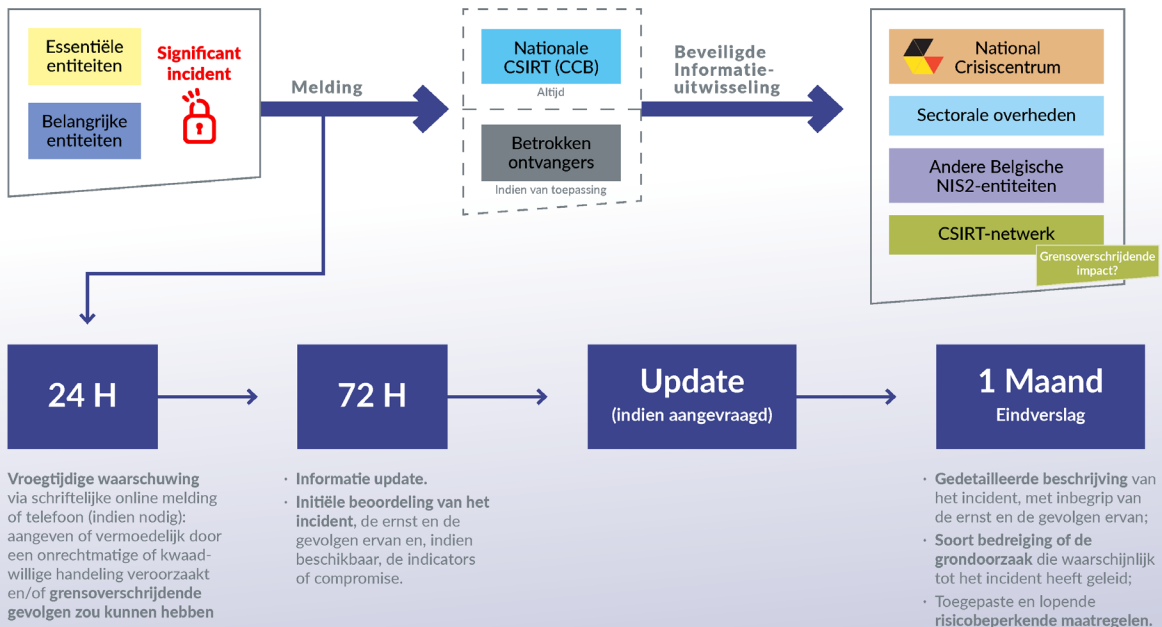 Essentiële
entiteiten
Belangrijke
entiteiten
Significant
incident
Melding
Nationale
CSIRT (CCB)
Altijd
Betrokken
ontvangers
Indien van toepassing
Beveiligde
Informatie-
uitwisseling
National
Crisiscentrum
Sectorale overheden
Andere Belgische
NIS2-entiteiten
CSIRT-netwerk
Grensoverschrijdende
impact?
24 H
Vroegtijdige waarschuwing
via schriftelijke online melding
of telefoon (indien nodig):
aangeven of vermoedelijk door
een onrechtmatige of kwaad-
willige handeling veroorzaakt
en/of grensoverschrijdende
gevolgen zou kunnen hebben
72 H
· Informatie update.
· Initiële beoordeling van het
incident, de ernst en de
gevolgen ervan en, indien
beschikbaar, de indicators
of compromise.
Update
(indien aangevraagd)
1 Maand
Eindverslag
· Gedetailleerde beschrijving van
het incident, met inbegrip van
de ernst en de gevolgen ervan;
· Soort bedreiging of de
grondoorzaak die waarschijnlijk
tot het incident heeft geleid;
· Toegepaste en lopende
risicobeperkende maatregelen.